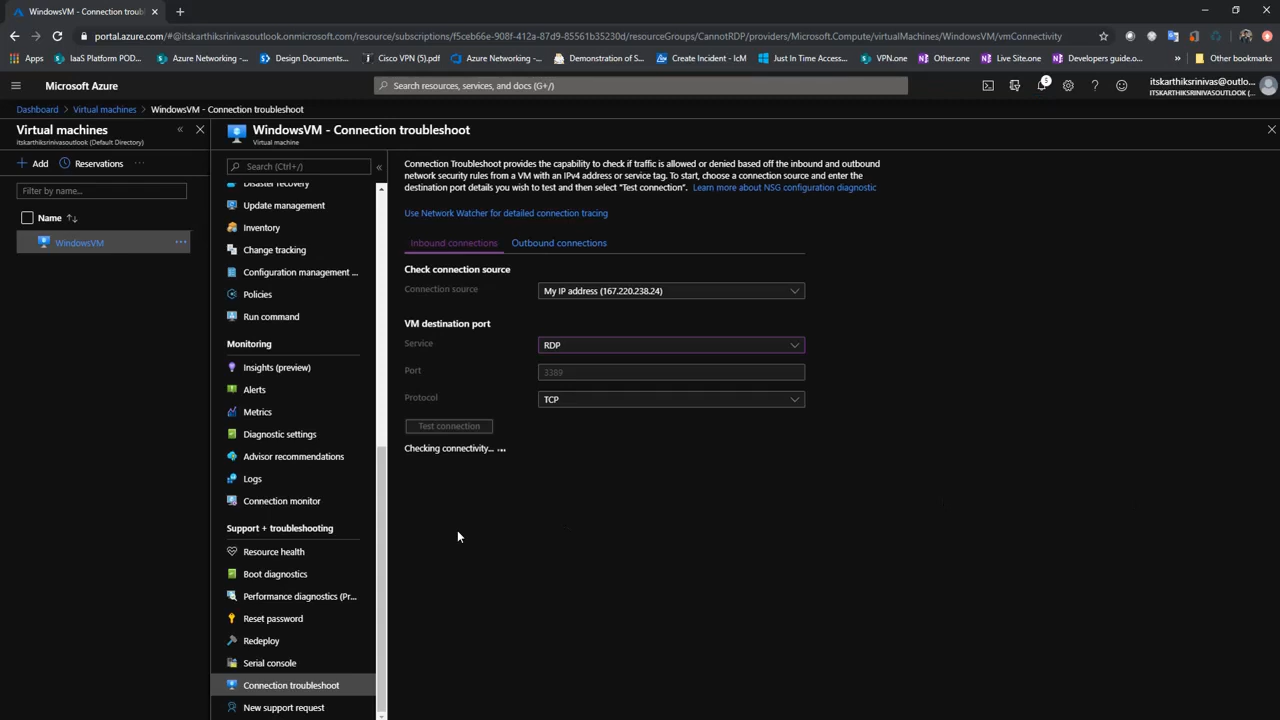 WindowsVM - Connection troubl
portal.azure.com/#@itskarthiksrinivasoutlook.onmicrosoft.com/resource/subscriptions/f5ceb66e-908f-412a-87d9-85561b35230d/resourceGroups/CannotRDP/providers/Microsoft.Compute/virtualMachines/WindowsVM/vmConnectivity
Apps
IaaS Platform POD...
Azure Networking -...
Design Documents...
Cisco VPN (5).pdf
Azure Networking -...
Demonstration of S...
Create Incident - IcM
Just In Time Access...
VPN.one
Other.one
Live Site.one
Developers guide.o...
»
Other bookmarks
Microsoft Azure
Search resources, services, and docs (G+/)
5
itskarthiksrinivas@outlo...
ITSKARTHIKSRINIVASOUTLOOK (...
Dashboard > Virtual machines > WindowsVM - Connection troubleshoot
Virtual machines
itskarthiksrinivasoutlook (Default Directory)
Add
Reservations
...
Filter by name...
Name
WindowsVM
...
WindowsVM - Connection troubleshoot
Virtual machine
Search (Ctrl+/)
Disaster recovery
Update management
Inventory
Change tracking
Configuration management ...
Policies
Run command
Monitoring
Insights (preview)
Alerts
Metrics
Diagnostic settings
Advisor recommendations
Logs
Connection monitor
Support + troubleshooting
Resource health
Boot diagnostics
Performance diagnostics (Pr...
Reset password
Redeploy
Serial console
Connection troubleshoot
New support request
Connection Troubleshoot provides the capability to check if traffic is allowed or denied based off the inbound and outbound
network security rules from a VM with an IPv4 address or service tag. To start, choose a connection source and enter the
destination port details you wish to test and then select "Test connection". Learn more about NSG configuration diagnostic
Use Network Watcher for detailed connection tracing
Inbound connections
Outbound connections
Check connection source
Connection source
My IP address (167.220.238.24)
VM destination port
Service
RDP
Port
3389
Protocol
TCP
Test connection
Checking connectivity...